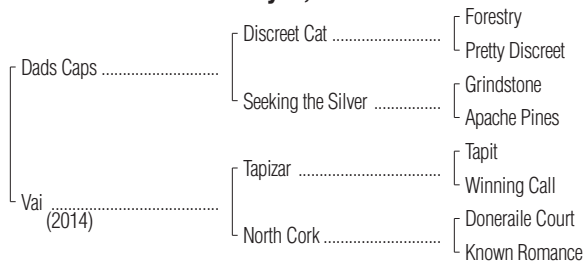 Forestry
Discreet Cat ........................
Pretty Discreet
Dads Caps ..........................
Grindstone
Seeking the Silver ...............
Apache Pines
Tapit
Tapizar ................................
Winning Call
Vai ......................................
(2014)
Doneraile Court
North Cork ..........................
Known Romance